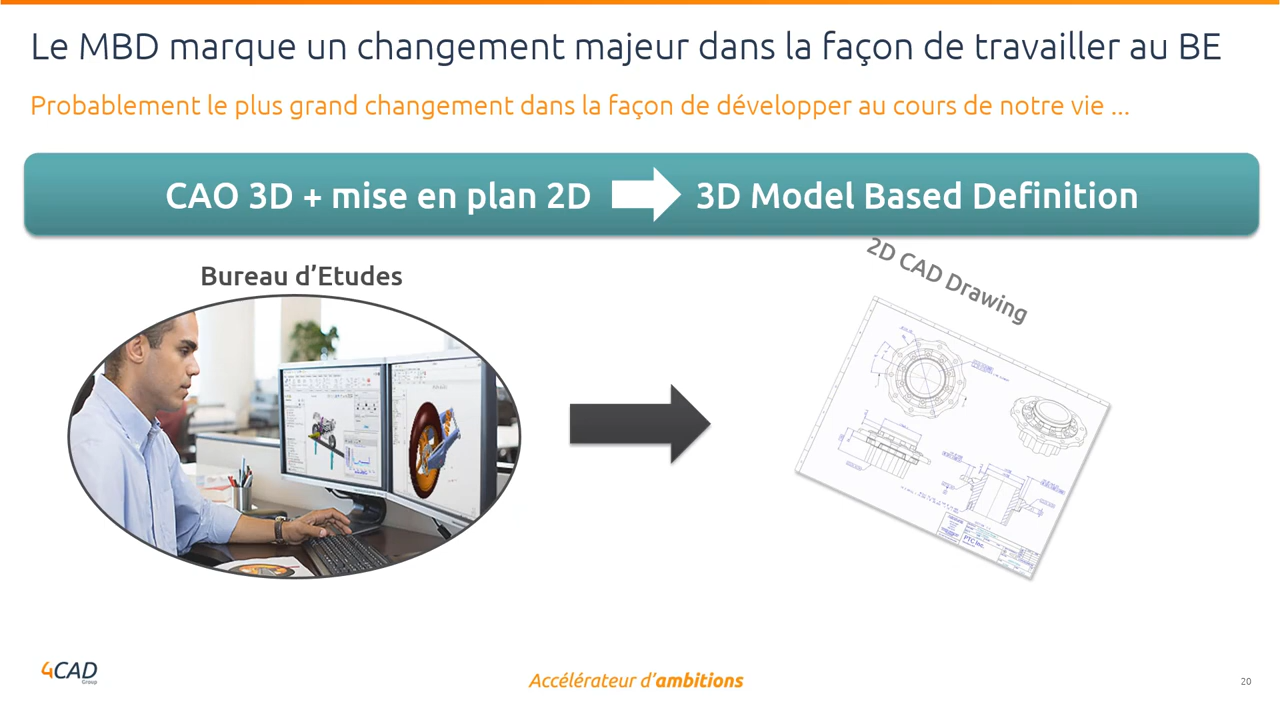 Le MBD marque un changement majeur dans la façon de travailler au BE
Probablement le plus grand changement dans la façon de développer au cours de notre vie ...
CAO 3D + mise en plan 2D
3D Model Based Definition
Bureau d’Etudes
2D CAD Drawing
PTC Inc.
4CAD
Group
Accélérateur d’ambitions
20